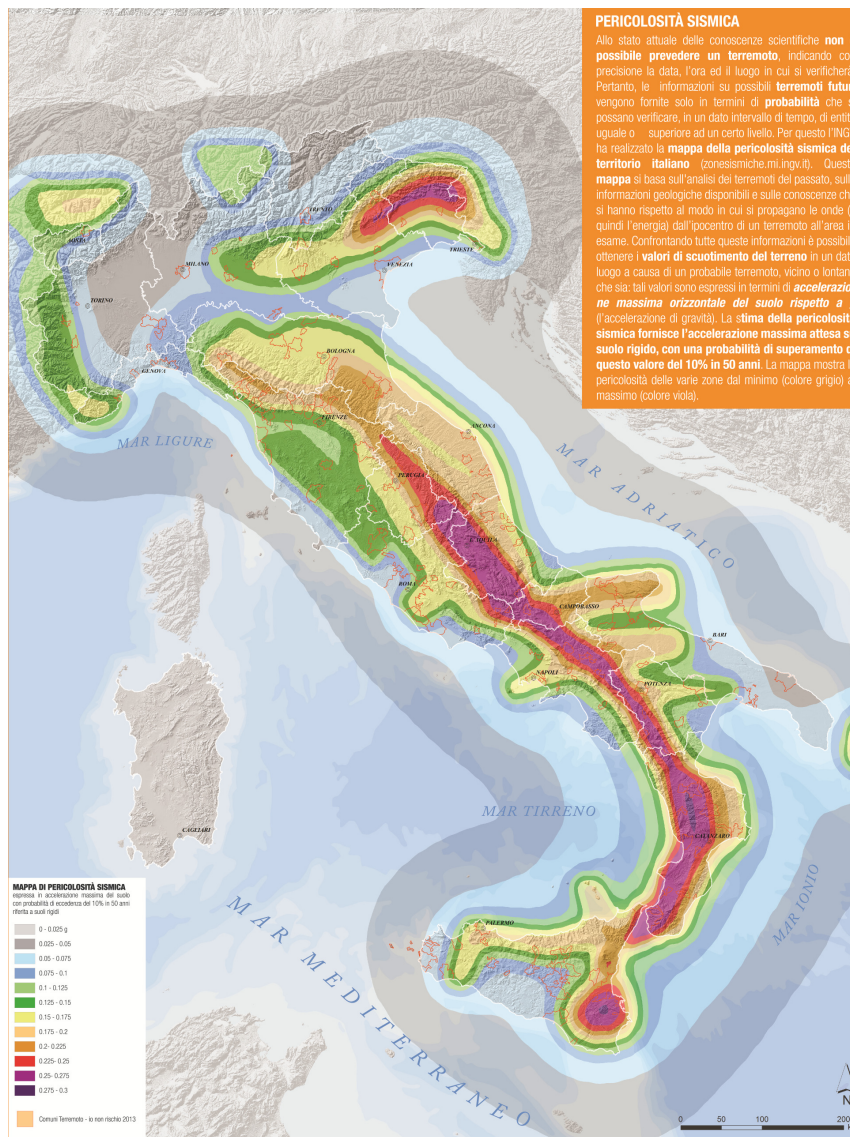 PERICOLOSITÀ SISMICA
Allo stato attuale delle conoscenze scientifiche non
possibile prevedere un terremoto, indicando co
precisione la data, l'ora ed il luogo in cui si verificherà
Pertanto, le informazioni su possibili terremoti futur
vengono fornite solo in termini di probabilità che s
possano verificare, in un dato intervallo di tempo, di entit
uguale o superiore ad un certo livello. Per questo l'ING
ha realizzato la mappa della pericolosità sismica de
territorio italiano (zonesismiche.mi.ingv.it). Quest
mappa si basa sull'analisi dei terremoti del passato, sull
informazioni geologiche disponibili e sulle conoscenze ch
si hanno rispetto al modo in cui si propagano le onde (
quindi l'energia) dall'ipocentro di un terremoto all'area i
esame. Confrontando tutte queste informazioni è possibil
ottenere i valori di scuotimento del terreno in un dat
luogo a causa di un probabile terremoto, vicino o lontan
che sia: tali valori sono espressi in termini di accelerazio
ne massima orizzontale del suolo rispetto a
(l'accelerazione di gravità). La stima della pericolosit
sismica fornisce l'accelerazione massima attesa s
suolo rigido, con una probabilità di superamento d
questo valore del 10% in 50 anni. La mappa mostra l
pericolosità delle varie zone dal minimo (colore grigio) a
massimo (colore viola).
TRENTO
AOSTA
MILANO
VENEZIA
TRIESTE
TORINO
GENOVA
BOLOGNA
FIRENZE
ANCONA
MAR LIGURE
PERUGIA
MAR ADRIATICO
L'AQUILA
ROMA
CAMPOBASSO
BARI
NAPOLI
POTENZA
MAR TIRRENO
CAGLIARI
CATANZARO
MAR IONIO
PALERMO
MAR MEDITERRANEO
MAPPA DI PERICOLOSITÀ SISMICA
espressa in accelerazione massima del suolo
con probabilità di eccedenza del 10% in 50 anni
riferita a suoli rigidi
0 - 0.025 g
0.025 - 0.05
0.05 - 0.075
0.075 - 0.1
0.1 - 0.125
0.125 - 0.15
0.15 - 0.175
0.175 - 0.2
0.2- 0.225
0.225- 0.25
0.25- 0.275
0.275 - 0.3
Comuni Terremoto - Io non rischio 2013
N
0 50 100 200